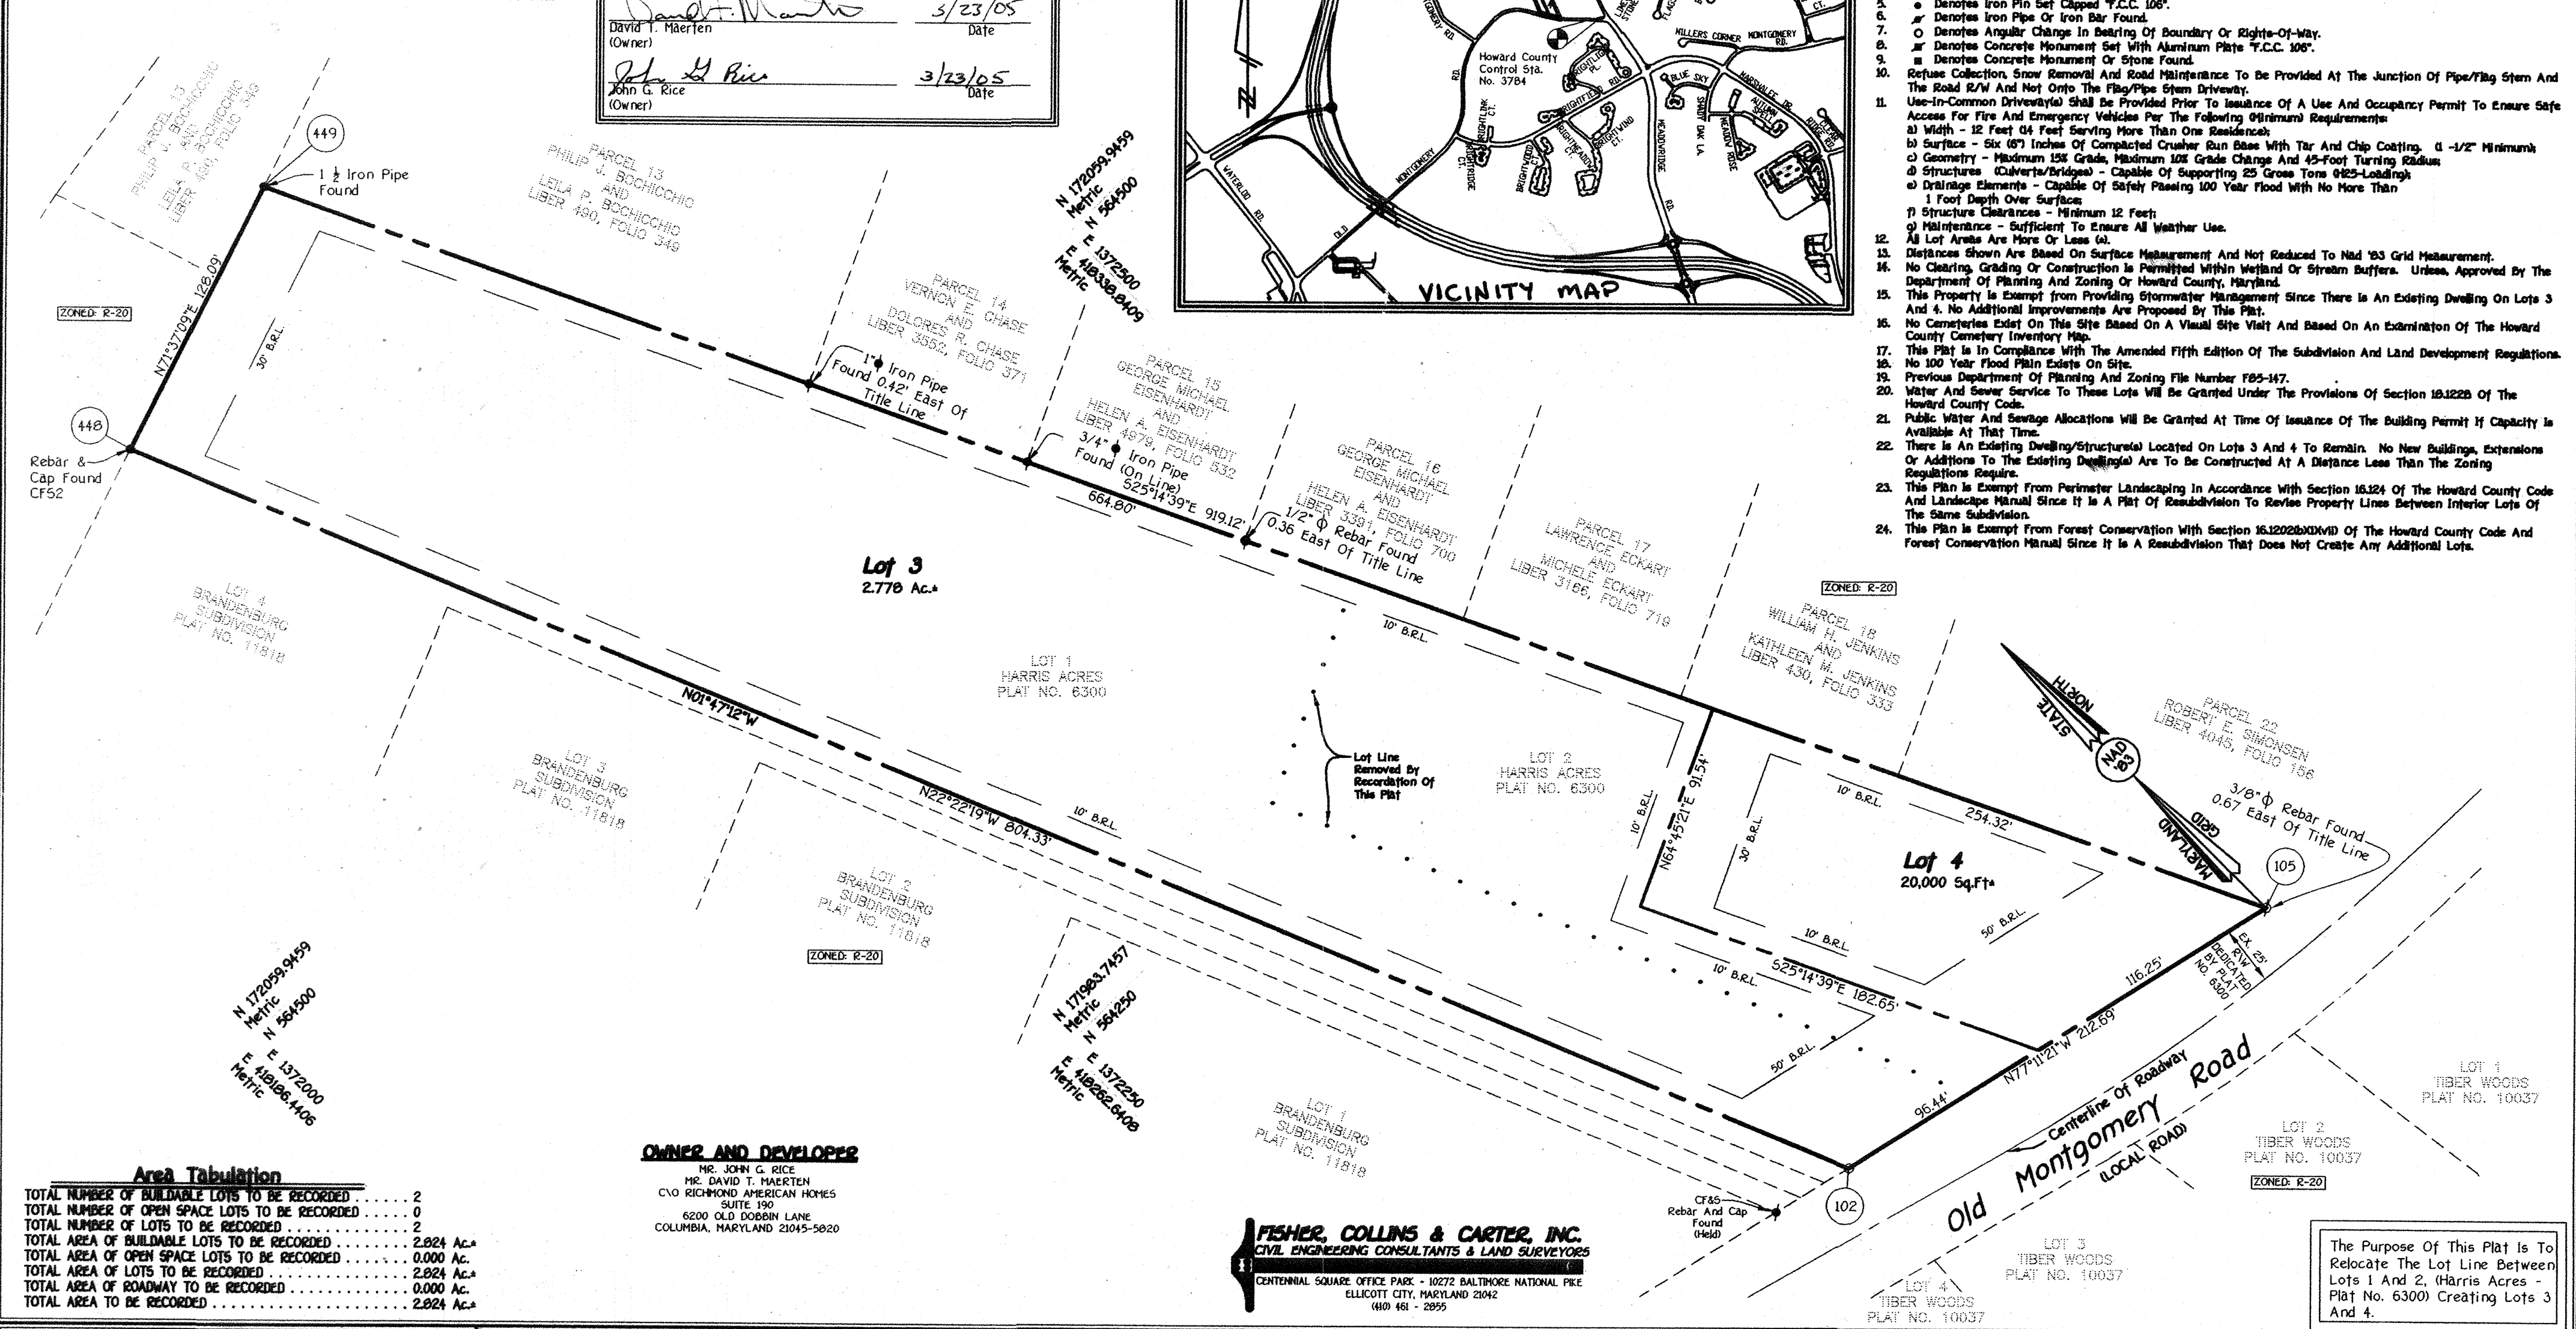 David T. Maerten
(Owner)
3/23/05
Date
John G. Rice
3/23/05
John G. Rice
Date
(Owner)
VICINITY MAP
Howard County
Control Sta.
No. 3784
MONTGOMERY RD.
MILLERS CORNER
MONTGOMERY
RD.
BLUE SKY
MARSHALEE DR.
AUTUMN
SHADY OAK LA.
MEADOW RIDGE
MEADOWRIDGE
RD.
BRIGHTFIELD RD.
BRIGHTWIND
CT.
WATERLOO RD.
OLD
MONTGOMERY
RD.
5. Denotes Iron Pin Set Capped "F.C.C. 106".
6. Denotes Iron Pipe Or Iron Bar Found.
7. Denotes Angular Change In Bearing Of Boundary Or Rights-Of-Way.
8. Denotes Concrete Monument Set With Aluminum Plate "F.C.C. 106".
9. Denotes Concrete Monument Or Stone Found.
10. Refuse Collection, Snow Removal And Road Maintenance To Be Provided At The Junction Of Pipe/Flag Stem And
The Road R/W And Not Onto The Flag/Pipe Stem Driveway.
11. Use-In-Common Driveway(s) Shall Be Provided Prior To Issuance Of A Use And Occupancy Permit To Ensure Safe
Access For Fire And Emergency Vehicles Per The Following (Minimum) Requirements:
a) Width - 12 Feet (14 Feet Serving More Than One Residence);
b) Surface - Six (6") Inches Of Compacted Crusher Run Base With Tar And Chip Coating. (1 -1/2" Minimum);
c) Geometry - Maximum 15% Grade, Maximum 10% Grade Change And 45-Foot Turning Radius;
d) Structures (Culverts/Bridges) - Capable Of Supporting 25 Gross Tons (H25-Loading);
e) Drainage Elements - Capable Of Safely Passing 100 Year Flood With No More Than
1 Foot Depth Over Surface;
f) Structure Clearances - Minimum 12 Feet;
g) Maintenance - Sufficient To Ensure All Weather Use.
12. All Lot Areas Are More Or Less (±).
13. Distances Shown Are Based On Surface Measurement And Not Reduced To Nad '83 Grid Measurement.
14. No Clearing, Grading Or Construction Is Permitted Within Wetland Or Stream Buffers. Unless, Approved By The
Department Of Planning And Zoning Or Howard County, Maryland.
15. This Property Is Exempt from Providing Stormwater Management Since There Is An Existing Dwelling On Lots 3
And 4. No Additional Improvements Are Proposed By This Plat.
16. No Cemeteries Exist On This Site Based On A Visual Site Visit And Based On An Examinaton Of The Howard
County Cemetery Inventory Map.
17. This Plat Is In Compliance With The Amended Fifth Edition Of The Subdivision And Land Development Regulations.
18. No 100 Year Flood Plain Exists On Site.
19. Previous Department Of Planning And Zoning File Number F85-147.
20. Water And Sewer Service To These Lots Will Be Granted Under The Provisions Of Section 18.122B Of The
Howard County Code.
21. Public Water And Sewage Allocations Will Be Granted At Time Of Issuance Of The Building Permit If Capacity Is
Available At That Time.
22. There Is An Existing Dwelling/Structure(s) Located On Lots 3 And 4 To Remain. No New Buildings, Extensions
Or Additions To The Existing Dwelling(s) Are To Be Constructed At A Distance Less Than The Zoning
Regulations Require.
23. This Plan Is Exempt From Perimeter Landscaping In Accordance With Section 16.124 Of The Howard County Code
And Landscape Manual Since It Is A Plat Of Resubdivision To Revise Property Lines Between Interior Lots Of
The Same Subdivision.
24. This Plan Is Exempt From Forest Conservation With Section 16.1202(b)(1)(vii) Of The Howard County Code And
Forest Conservation Manual Since It Is A Resubdivision That Does Not Create Any Additional Lots.
PARCEL 13
PHILIP J. BOCHICCHIO
AND
LEILA P. BOCHICCHIO
LIBER 490, FOLIO 349
449
1 ½ Iron Pipe
Found
PARCEL 13
PHILIP J. BOCHICCHIO
AND
LEILA P. BOCHICCHIO
LIBER 490, FOLIO 349
N 172059.9459
Metric
N 564500
E 1372500
E 418338.8409
Metric
PARCEL 14
VERNON E. CHASE
AND
DOLORES R. CHASE
LIBER 3552, FOLIO 371
1"ϕ Iron Pipe
Found 0.42' East Of
Title Line
PARCEL 15
GEORGE MICHAEL
EISENHARDT
AND
HELEN A. EISENHARDT
LIBER 4979, FOLIO 532
3/4" ϕ Iron Pipe
Found (On Line)
S25°14'39"E 919.12'
664.80'
PARCEL 16
GEORGE MICHAEL
EISENHARDT
AND
HELEN A. EISENHARDT
LIBER 3391, FOLIO 700
1/2" ϕ Rebar Found
0.36 East Of Title Line
PARCEL 17
LAWRENCE ECKART
AND
MICHELE ECKART
LIBER 3166, FOLIO 719
ZONED: R-20
PARCEL 18
WILLIAM H. JENKINS
AND
KATHLEEN M. JENKINS
LIBER 430, FOLIO 333
PARCEL 22
ROBERT E. SIMONSEN
LIBER 4045, FOLIO 156
STATE
NORTH
NAD
'83
MARYLAND
GRID
3/8"ϕ Rebar Found
0.67 East Of Title Line
105
ZONED: R-20
N71°37'09"E 128.09'
30' B.R.L.
448
Rebar &
Cap Found
CF52
Lot 3
2.778 Ac.±
10' B.R.L.
LOT 4
BRANDENBURG
SUBDIVISION
PLAT NO. 11818
LOT 1
HARRIS ACRES
PLAT NO. 6300
N01°47'12"W
Lot Line
Removed By
Recordation Of
This Plat
LOT 2
HARRIS ACRES
PLAT NO. 6300
10' B.R.L.
N64°45'21"E 91.54'
30' B.R.L.
10' B.R.L.
254.32'
Lot 4
20,000 Sq.Ft±
50' B.R.L.
10' B.R.L.
10' B.R.L.
S25°14'39"E 182.65'
50' B.R.L.
LOT 3
BRANDENBURG
SUBDIVISION
PLAT NO. 11818
N22°22'19"W 804.33'
10' B.R.L.
LOT 2
BRANDENBURG
SUBDIVISION
PLAT NO. 11818
ZONED: R-20
116.25'
EX. 25'
R/W
DEDICATED
BY PLAT
NO. 6300
N77°11'21"W 212.69'
96.44'
Centerline Of Roadway
Old Montgomery Road
(LOCAL ROAD)
N 172059.9459
Metric
N 564500
E 1372000
E 418186.4406
Metric
N 171983.7457
Metric
N 564250
E 1372250
E 418262.6408
Metric
LOT 1
BRANDENBURG
SUBDIVISION
PLAT NO. 11818
CF&S
Rebar And Cap
Found
(Held)
102
LOT 1
TIBER WOODS
PLAT NO. 10037
LOT 2
TIBER WOODS
PLAT NO. 10037
ZONED: R-20
LOT 3
TIBER WOODS
PLAT NO. 10037
LOT 4
TIBER WOODS
PLAT NO. 10037
Area Tabulation
TOTAL NUMBER OF BUILDABLE LOTS TO BE RECORDED ...... 2
TOTAL NUMBER OF OPEN SPACE LOTS TO BE RECORDED ..... 0
TOTAL NUMBER OF LOTS TO BE RECORDED ............... 2
TOTAL AREA OF BUILDABLE LOTS TO BE RECORDED ........ 2.824 Ac.±
TOTAL AREA OF OPEN SPACE LOTS TO BE RECORDED ....... 0.000 Ac.
TOTAL AREA OF LOTS TO BE RECORDED ................. 2.824 Ac.±
TOTAL AREA OF ROADWAY TO BE RECORDED .............. 0.000 Ac.
TOTAL AREA TO BE RECORDED ......................... 2.824 Ac.±
OWNER AND DEVELOPER
MR. JOHN G. RICE
MR. DAVID T. MAERTEN
C\O RICHMOND AMERICAN HOMES
SUITE 190
6200 OLD DOBBIN LANE
COLUMBIA, MARYLAND 21045-5820
FISHER, COLLINS & CARTER, INC.
CIVIL ENGINEERING CONSULTANTS & LAND SURVEYORS
CENTENNIAL SQUARE OFFICE PARK - 10272 BALTIMORE NATIONAL PIKE
ELLICOTT CITY, MARYLAND 21042
(410) 461 - 2855
The Purpose Of This Plat Is To
Relocate The Lot Line Between
Lots 1 And 2, (Harris Acres -
Plat No. 6300) Creating Lots 3
And 4.